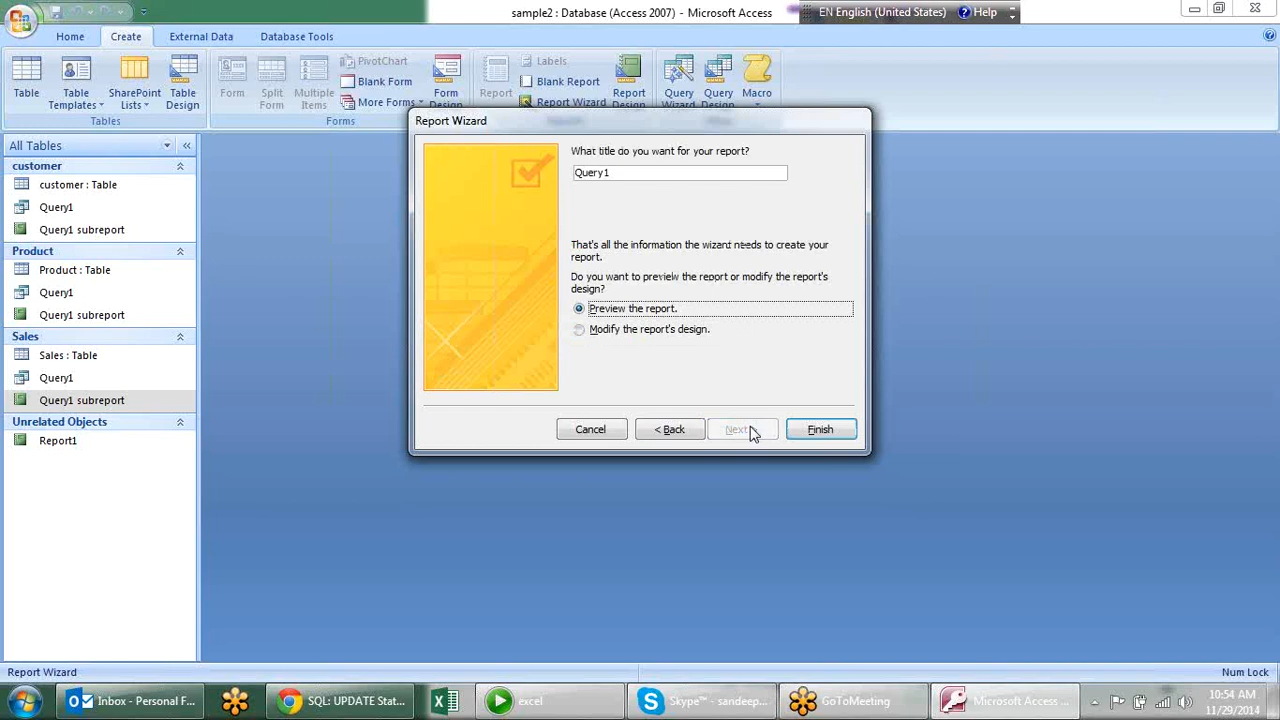 sample2 : Database (Access 2007) - Microsoft Access
EN English (United States)
Help
Home
Create
External Data
Database Tools
Table
Table Templates
SharePoint Lists
Table Design
Tables
Form
Split Form
Multiple Items
PivotChart
Blank Form
More Forms
Form
Forms
Report
Labels
Blank Report
Report Wizard
Report
Query
Query
Macro
All Tables
customer
customer : Table
Query1
Query1 subreport
Product
Product : Table
Query1
Query1 subreport
Sales
Sales : Table
Query1
Query1 subreport
Unrelated Objects
Report1
Report Wizard
What title do you want for your report?
Query1
That's all the information the wizard needs to create your
report.
Do you want to preview the report or modify the report's
design?
Preview the report.
Modify the report's design.
Cancel
< Back
Next
Finish
Report Wizard
Num Lock
Inbox - Personal F...
SQL: UPDATE Stat...
excel
Skype™ - sandeep...
GoToMeeting
Microsoft Access ...
10:54 AM
11/29/2014